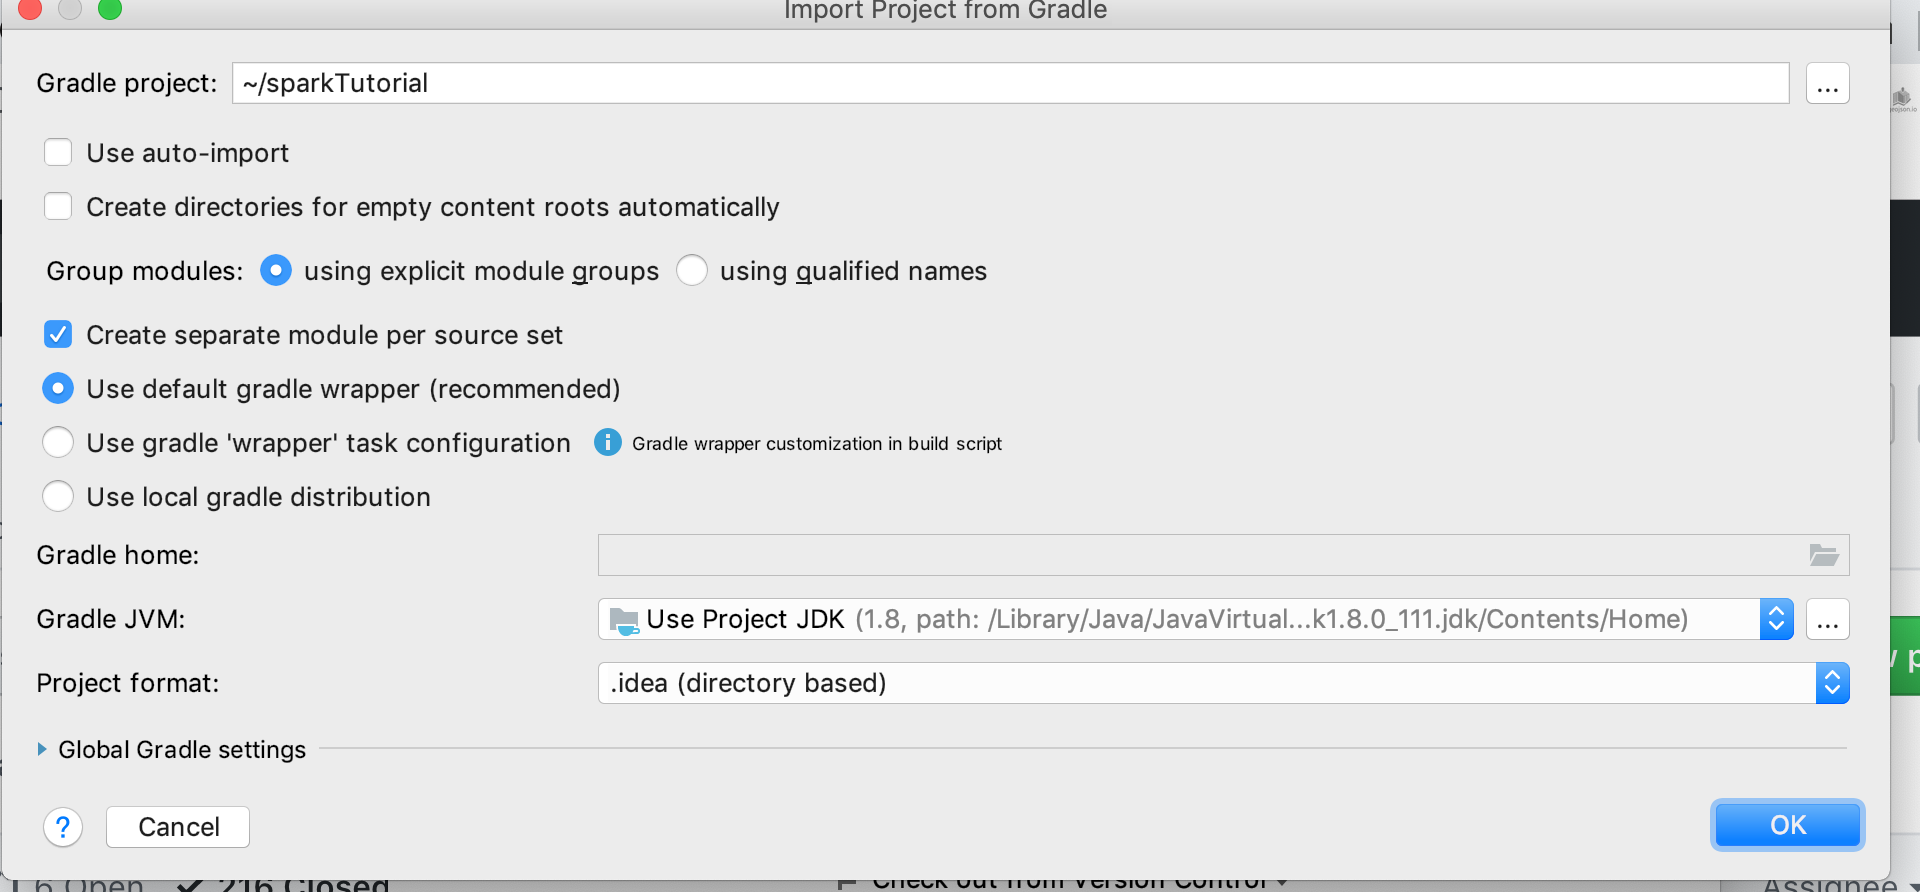 Import Project from Gradle
Gradle project: ~/sparkTutorial ...
Use auto-import
Create directories for empty content roots automatically
Group modules: using explicit module groups using qualified names
Create separate module per source set
Use default gradle wrapper (recommended)
Use gradle 'wrapper' task configuration i Gradle wrapper customization in build script
Use local gradle distribution
Gradle home:
Gradle JVM: Use Project JDK (1.8, path: /Library/Java/JavaVirtual...k1.8.0_111.jdk/Contents/Home) ...
Project format: .idea (directory based)
Global Gradle settings
? Cancel OK
6 Open ✓ 216 Closed Check out from Version Control Assignee